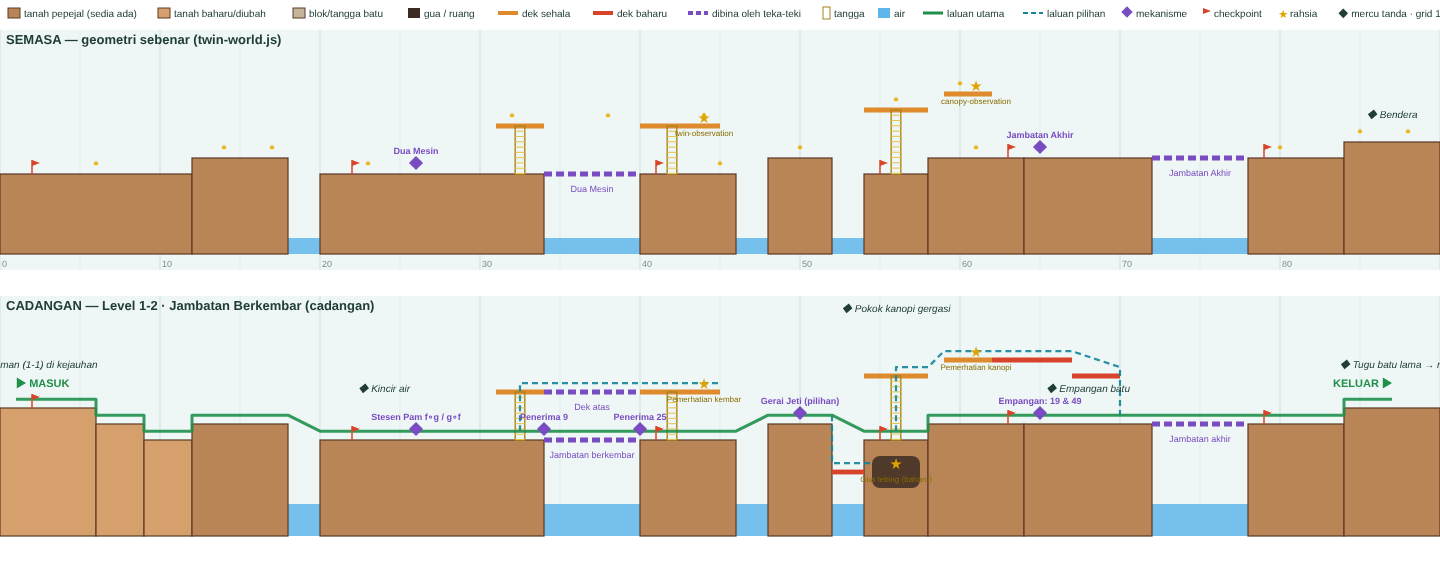 tanah pepejal (sedia ada)
tanah baharu/diubah
blok/tangga batu
gua / ruang
dek sehala
dek baharu
dibina oleh teka-teki
tangga
air
laluan utama
laluan pilihan
mekanisme
checkpoint
rahsia
mercu tanda · grid 1
SEMASA — geometri sebenar (twin-world.js)
canopy-observation
Bendera
twin-observation
Jambatan Akhir
Dua Mesin
Jambatan Akhir
Dua Mesin
0
10
20
30
40
50
60
70
80
CADANGAN — Level 1-2 · Jambatan Berkembar (cadangan)
Pokok kanopi gergasi
man (1-1) di kejauhan
Pemerhatian kanopi
Tugu batu lama → r
MASUK
Kincir air
Empangan batu
KELUAR
Pemerhatian kembar
Gerai Jeti (pilihan)
Empangan: 19 & 49
Dek atas
Stesen Pam f∘g / g∘f
Penerima 9
Penerima 25
Jambatan berkembar
Jambatan akhir
tebing